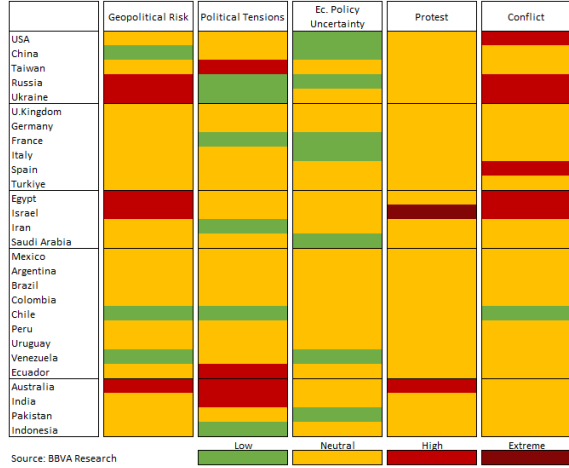 Geopolitical Risk Political Tensions Ec. Policy Uncertainty Protest Conflict
USA
China
Taiwan
Russia
Ukraine
U.Kingdom
Germany
France
Italy
Spain
Turkiye
Egypt
Israel
Iran
Saudi Arabia
Mexico
Argentina
Brazil
Colombia
Chile
Peru
Uruguay
Venezuela
Ecuador
Australia
India
Pakistan
Indonesia
Low Neutral High Extreme
Source: BBVA Research